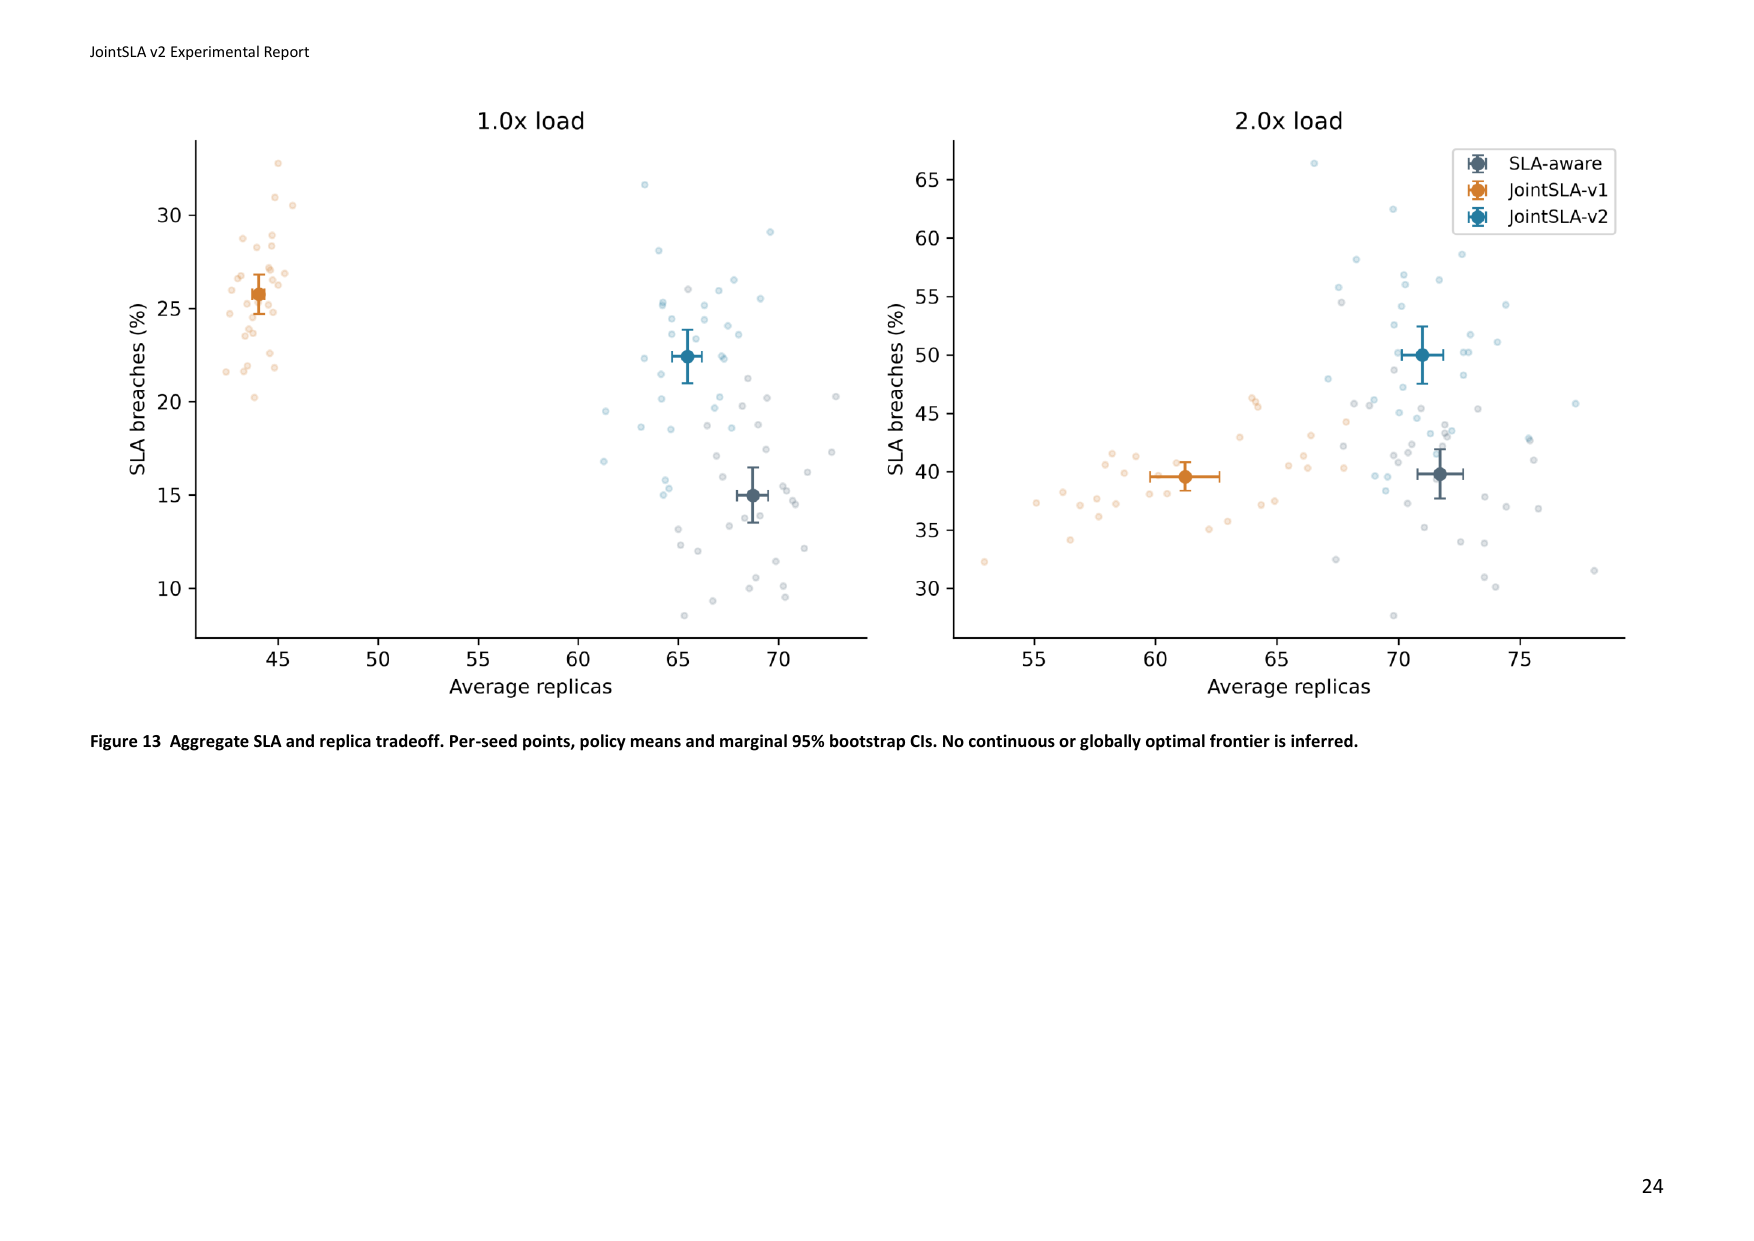 JointSLA v2 Experimental Report
1.0x load
SLA breaches (%)
30
25
20
15
10
45 50 55 60 65 70
Average replicas
2.0x load
SLA breaches (%)
65
60
55
50
45
40
35
30
55 60 65 70 75
Average replicas
SLA-aware
JointSLA-v1
JointSLA-v2
Figure 13 Aggregate SLA and replica tradeoff. Per-seed points, policy means and marginal 95% bootstrap CIs. No continuous or globally optimal frontier is inferred.
24